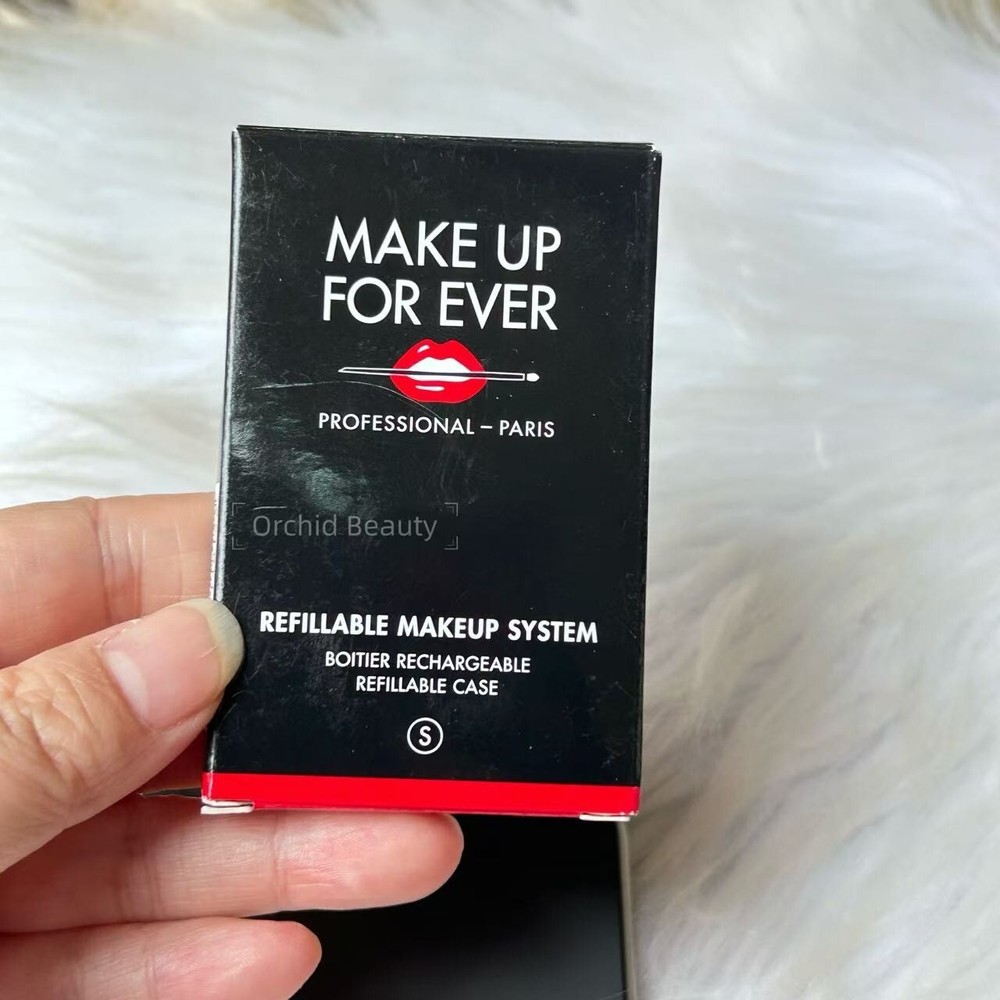 MAKE UP
FOR EVER
PROFESSIONAL – PARIS
Orchid Beauty
REFILLABLE MAKEUP SYSTEM
BOITIER RECHARGEABLE
REFILLABLE CASE
S